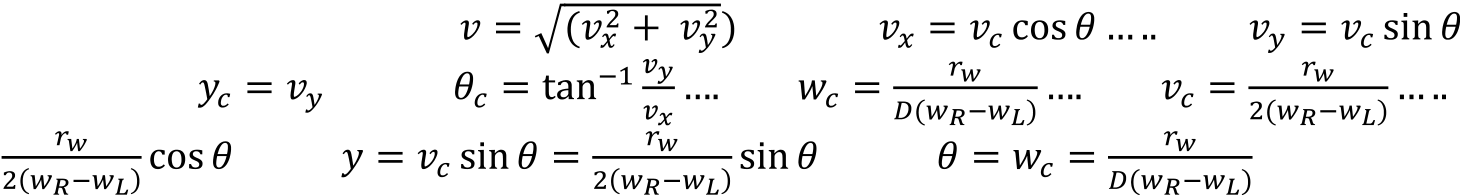 v = √(v_x^2 + v_y^2) v_x = v_c cos θ ….. v_y = v_c sin θ
y_c = v_y θ_c = tan^{-1} v_y/v_x …. w_c = r_w/D(w_R−w_L) …. v_c = r_w/2(w_R−w_L) …..
r_w/2(w_R−w_L) cos θ y = v_c sin θ = r_w/2(w_R−w_L) sin θ θ = w_c = r_w/D(w_R−w_L)